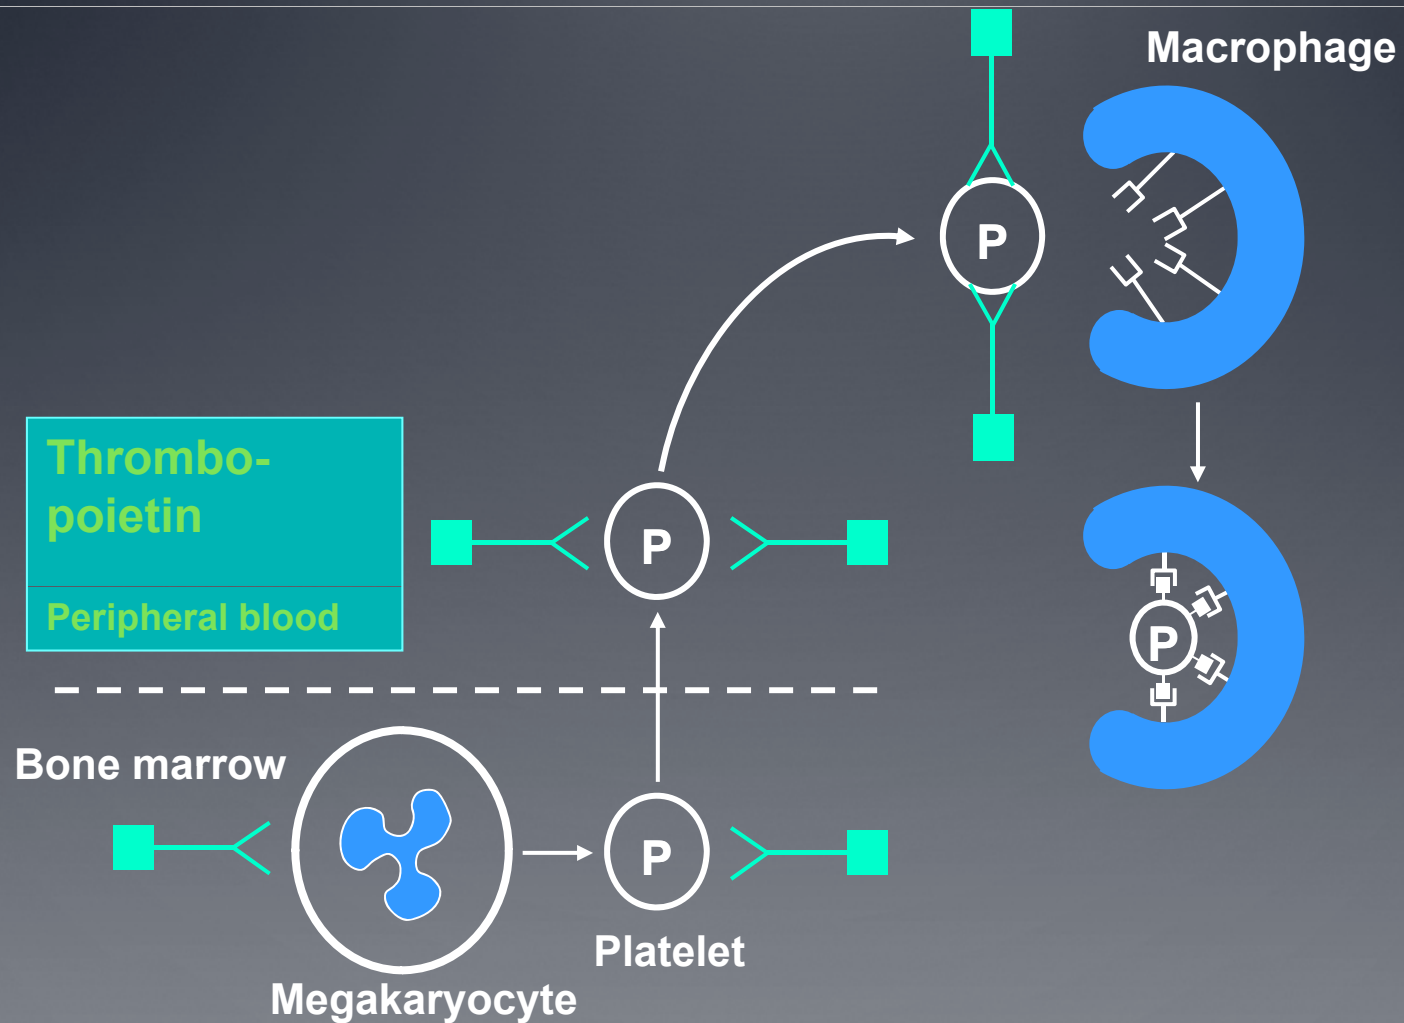 Macrophage
P
Thrombo-
poietin
P
Peripheral blood
P
Bone marrow
P
Platelet
Megakaryocyte